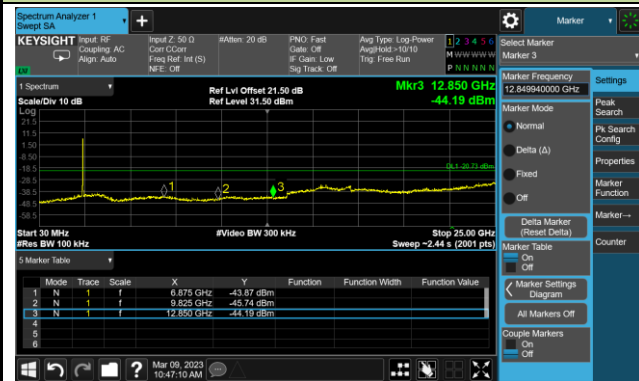 Spectrum Analyzer 1
Swept SA
Marker
KEYSIGHT
Input: RF
Coupling: AC
Align: Auto
Input Z: 50 Ω
Corr CCorr
Freq Ref: Int (S)
NFE: Off
#Atten: 20 dB
PNO: Fast
Gate: Off
IF Gain: Low
Sig Track: Off
Avg Type: Log-Power
Avg|Hold:>10/10
Trig: Free Run
1 2 3 4 5 6
M W W W W W
P N N N N N
LXI
Select Marker
Marker 3
1 Spectrum
Scale/Div 10 dB
Log
Ref Lvl Offset 21.50 dB
Ref Level 31.50 dBm
Mkr3 12.850 GHz
-44.19 dBm
21.5
11.5
1.50
-8.50
-18.5
-28.5
-38.5
-48.5
-58.5
DL1 -20.73 dBm
1
2
3
Start 30 MHz
#Res BW 100 kHz
#Video BW 300 kHz
Stop 25.00 GHz
Sweep ~2.44 s (2001 pts)
5 Marker Table
Mode Trace Scale X Y Function Function Width Function Value
1 N 1 f 6.875 GHz -43.87 dBm
2 N 1 f 9.825 GHz -45.74 dBm
3 N 1 f 12.850 GHz -44.19 dBm
4
5
6
Mar 09, 2023
10:47:10 AM
Marker Frequency
12.849940000 GHz
Marker Mode
Normal
Delta (Δ)
Fixed
Off
Delta Marker
(Reset Delta)
Marker Table
On
Off
Marker Settings
Diagram
All Markers Off
Couple Markers
On
Off
Settings
Peak
Search
Pk Search
Config
Properties
Marker
Function
Marker→
Counter